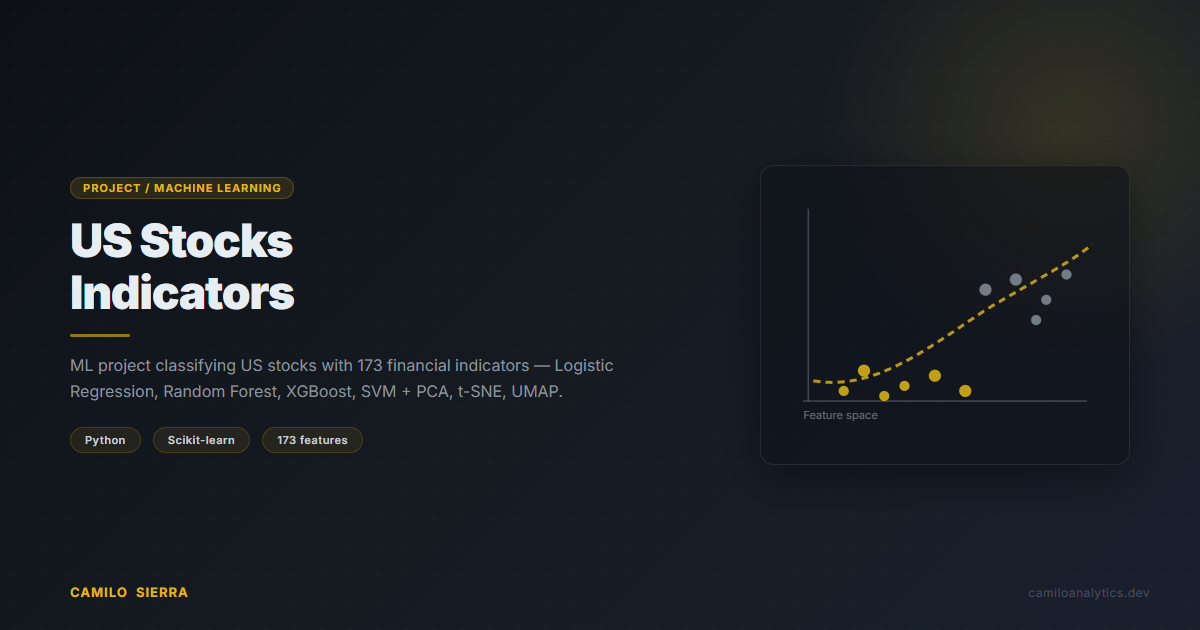 PROJECT / MACHINE LEARNING
US Stocks
Indicators
ML project classifying US stocks with 173 financial indicators — Logistic
Regression, Random Forest, XGBoost, SVM + PCA, t-SNE, UMAP.
Python
Scikit-learn
173 features
Feature space
CAMILO SIERRA
camiloanalytics.dev